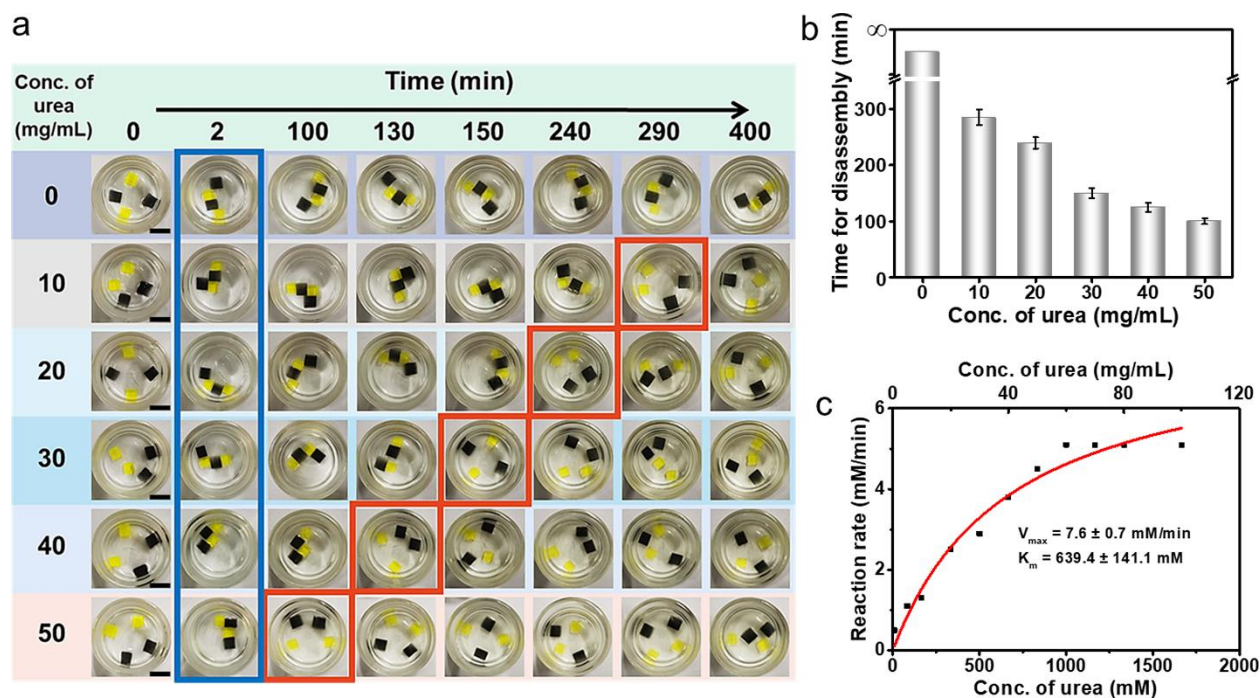 a
Conc. of
urea
(mg/mL)
Time (min)
0 2 100 130 150 240 290 400
0
10
20
30
40
50
b
Time for disassembly (min)
∞
300
200
100
0
0 10 20 30 40 50
Conc. of urea (mg/mL)
c
Conc. of urea (mg/mL)
0 40 80 120
Reaction rate (mM/min)
6
4
2
0
Vmax = 7.6 ± 0.7 mM/min
Km = 639.4 ± 141.1 mM
0 500 1000 1500 2000
Conc. of urea (mM)